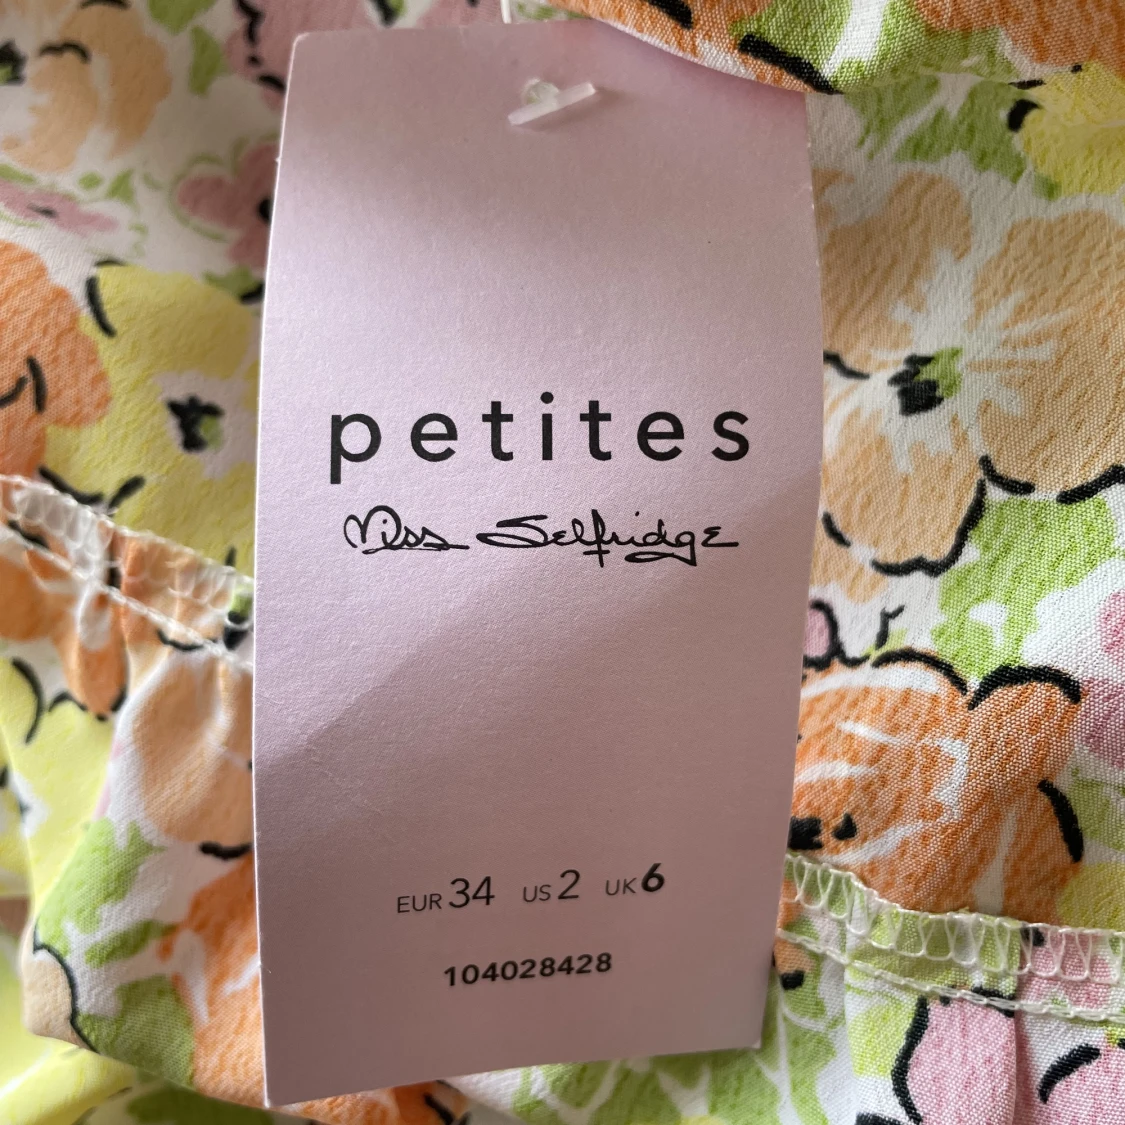 petites
Miss Selfridge
EUR 34 US 2 UK 6
104028428